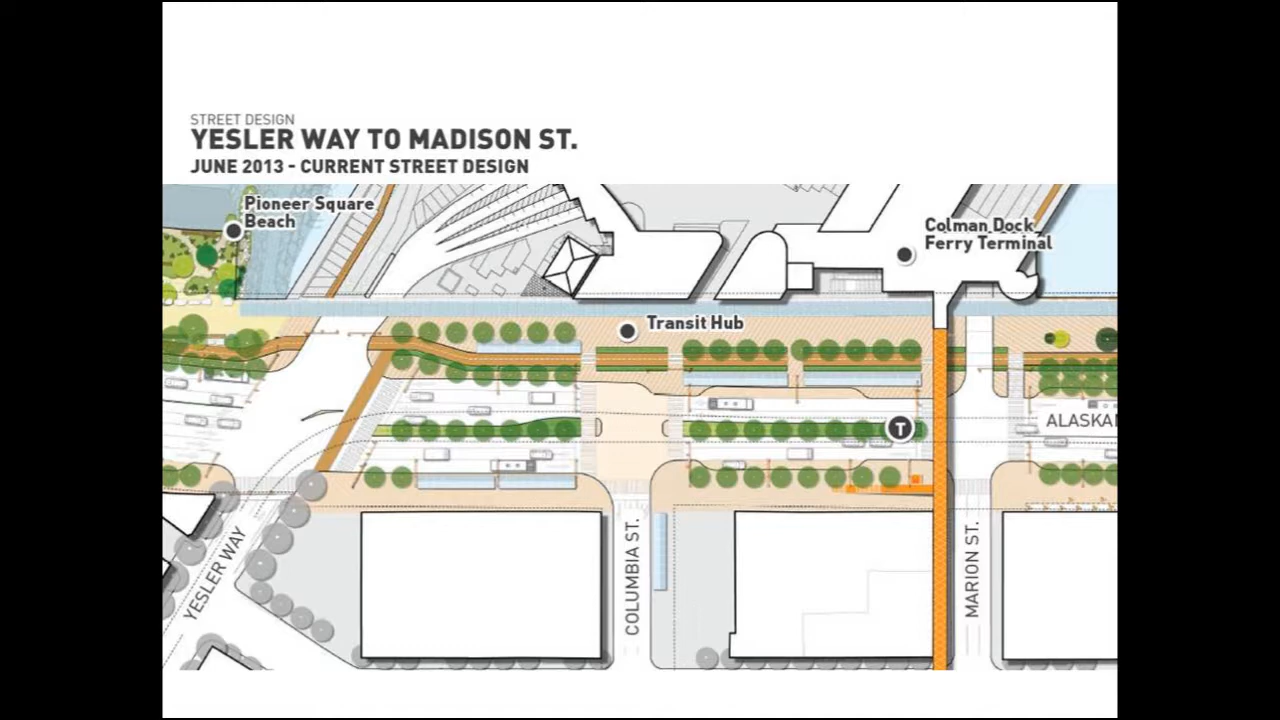 STREET DESIGN
YESLER WAY TO MADISON ST.
JUNE 2013 - CURRENT STREET DESIGN
Pioneer Square
Beach
Colman Dock
Ferry Terminal
Transit Hub
T
ALASKA
YESLER WAY
COLUMBIA ST.
MARION ST.